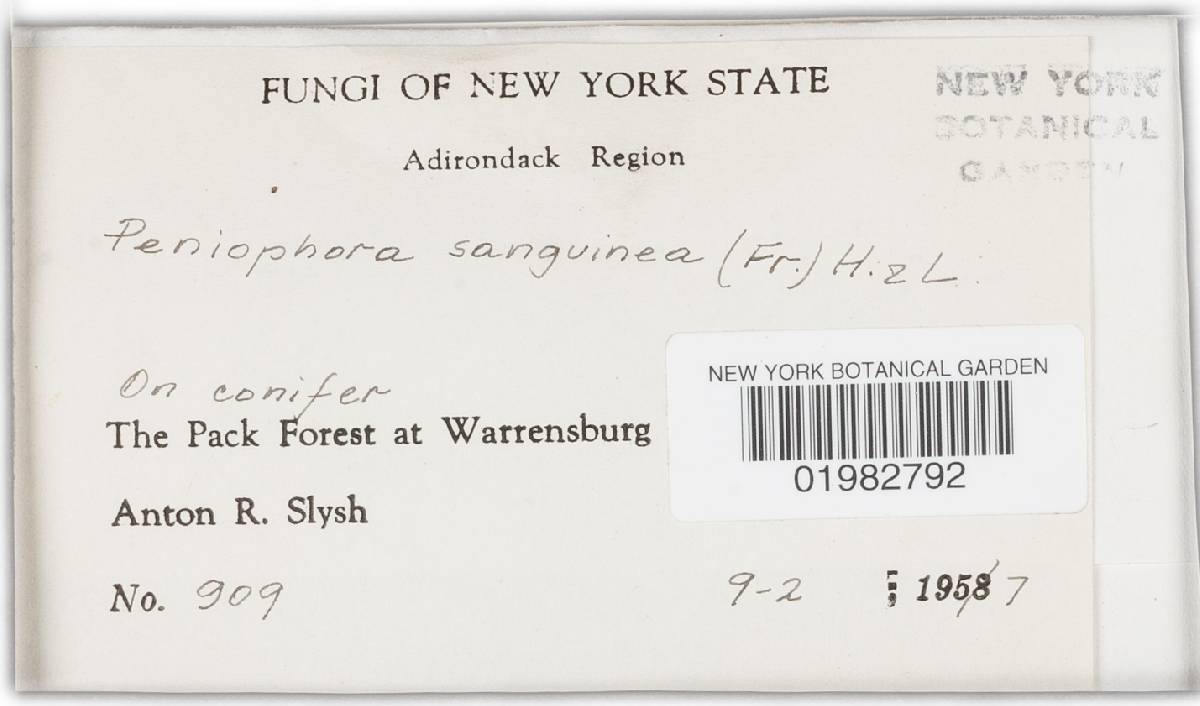 FUNGI OF NEW YORK STATE
NEW YORK
BOTANICAL
GARDEN
Adirondack Region
Peniophora sanguinea (Fr.) H. & L.
On conifer
The Pack Forest at Warrensburg
NEW YORK BOTANICAL GARDEN
01982792
Anton R. Slysh
No. 909 9-2 ; 1958 7